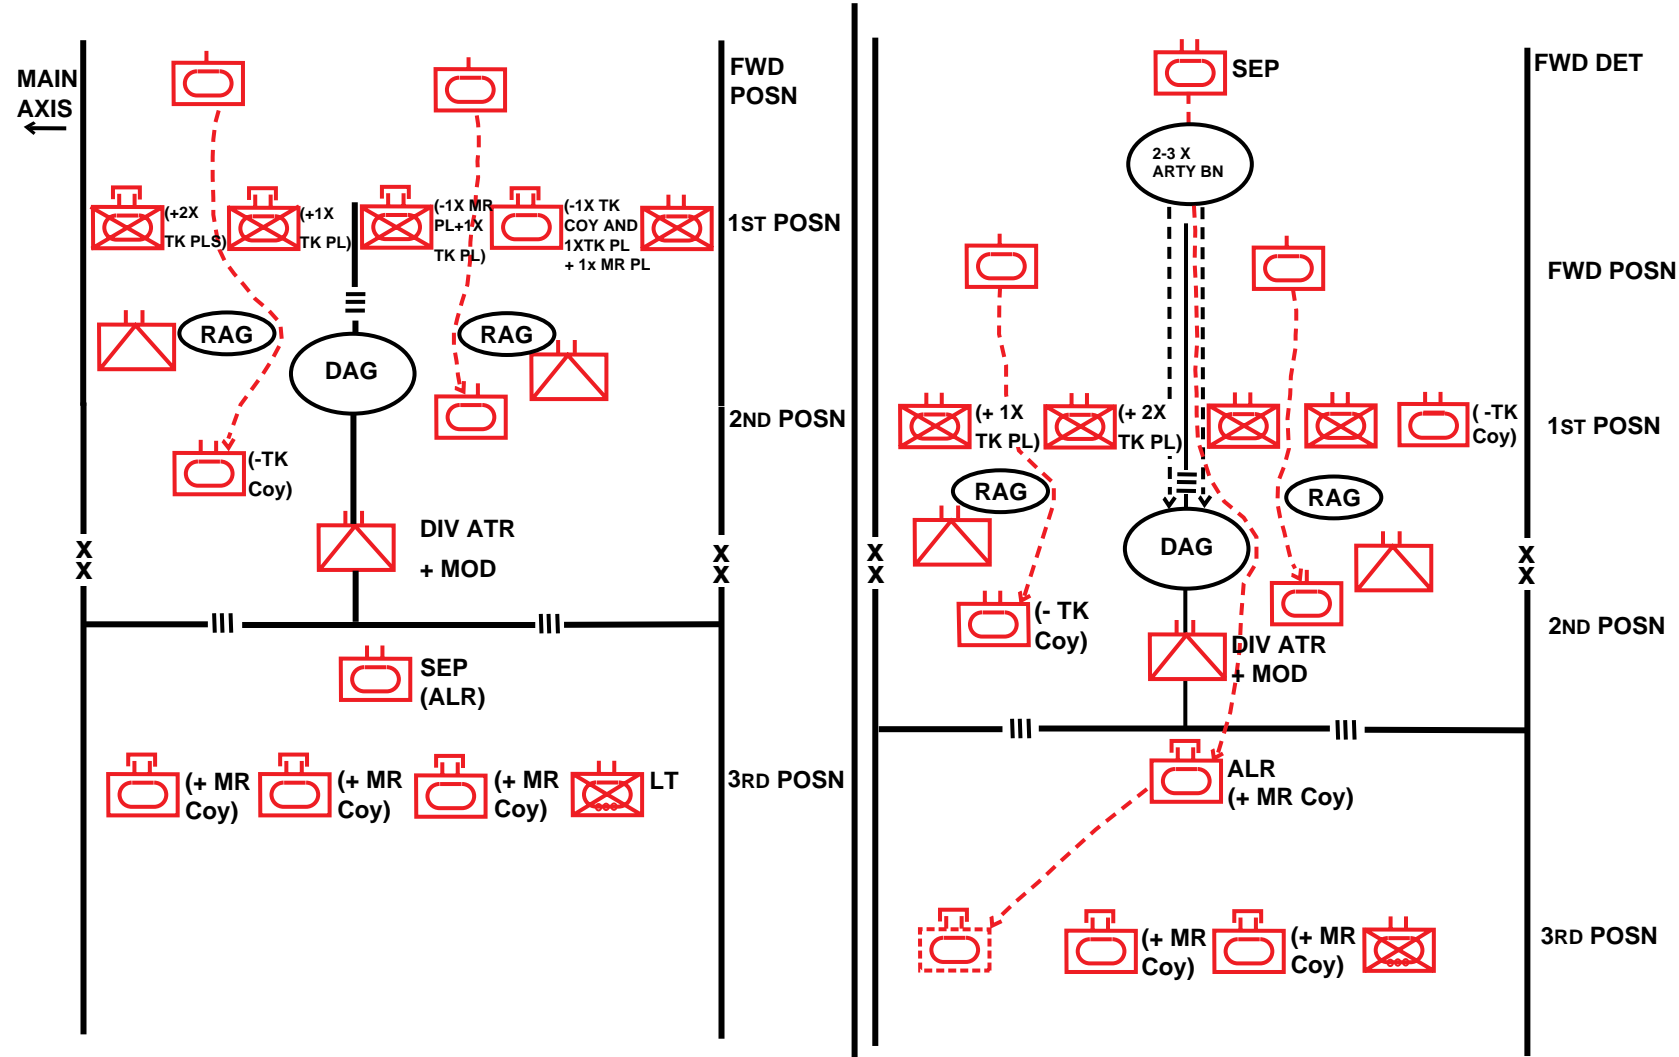 MAIN
AXIS
FWD
POSN
(+2X
TK PLS)
(+1X
TK PL)
(-1X MR
PL+1X
TK PL)
(-1X TK
COY AND
1XTK PL
+ 1x MR PL
1ST POSN
RAG
DAG
RAG
2ND POSN
(-TK
Coy)
DIV ATR
+ MOD
X
X
X
X
SEP
(ALR)
(+ MR
Coy)
(+ MR
Coy)
(+ MR
Coy)
LT
3RD POSN
SEP
FWD DET
2-3 X
ARTY BN
FWD POSN
(+ 1X
TK PL)
(+ 2X
TK PL)
( -TK
Coy)
1ST POSN
RAG
RAG
DAG
X
X
X
X
(- TK
Coy)
2ND POSN
DIV ATR
+ MOD
ALR
(+ MR Coy)
(+ MR
Coy)
(+ MR
Coy)
3RD POSN